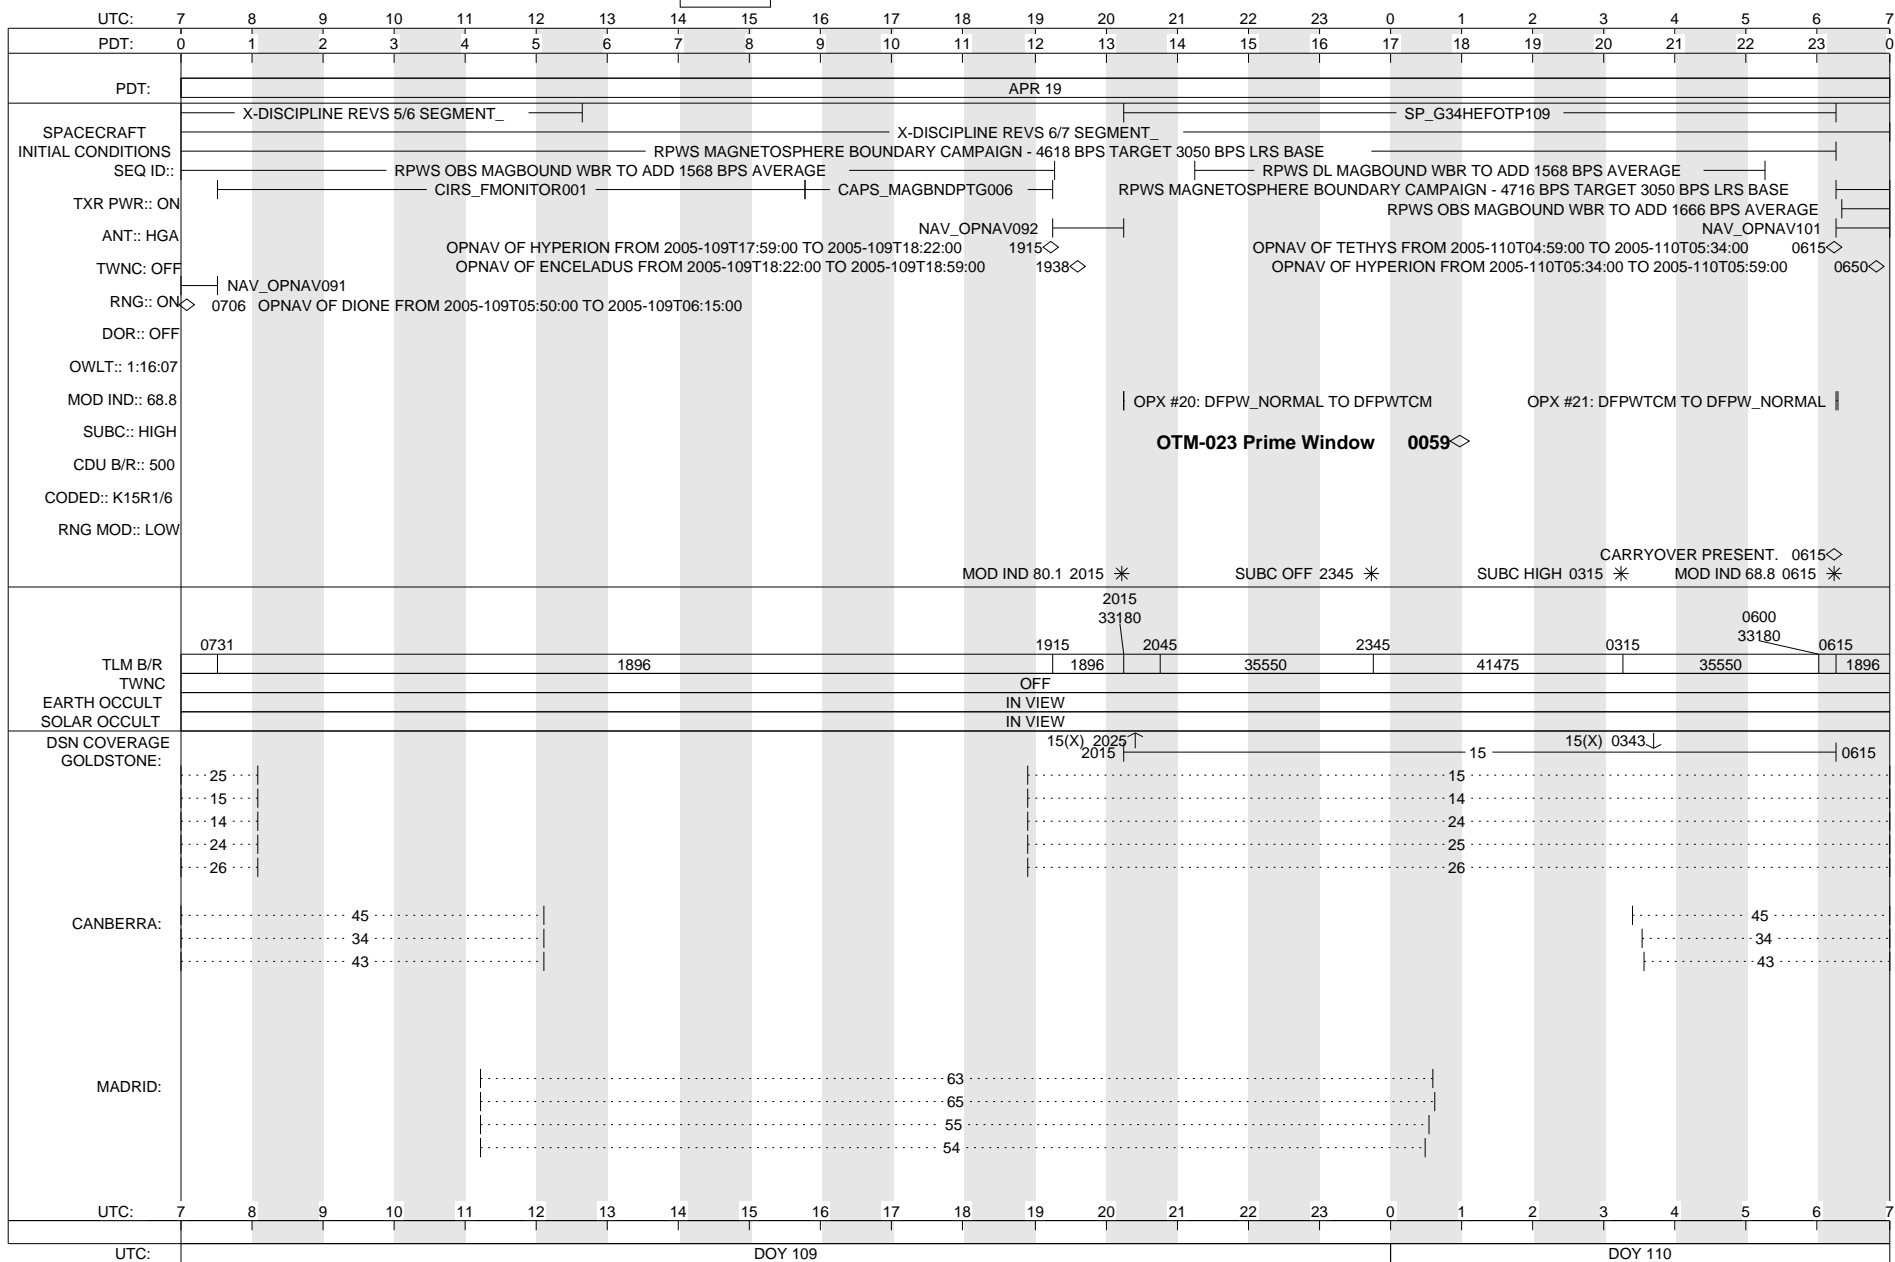 UTC: 7 8 9 10 11 12 13 14 15 16 17 18 19 20 21 22 23 0 1 2 3 4 5 6 7
PDT: 0 1 2 3 4 5 6 7 8 9 10 11 12 13 14 15 16 17 18 19 20 21 22 23 0
PDT: APR 19
X-DISCIPLINE REVS 5/6 SEGMENT_ SP_G34HEFOTP109
SPACECRAFT X-DISCIPLINE REVS 6/7 SEGMENT_
INITIAL CONDITIONS RPWS MAGNETOSPHERE BOUNDARY CAMPAIGN - 4618 BPS TARGET 3050 BPS LRS BASE
SEQ ID:: RPWS OBS MAGBOUND WBR TO ADD 1568 BPS AVERAGE RPWS DL MAGBOUND WBR TO ADD 1568 BPS AVERAGE
CIRS_FMONITOR001 CAPS_MAGBNDPTG006 RPWS MAGNETOSPHERE BOUNDARY CAMPAIGN - 4716 BPS TARGET 3050 BPS LRS BASE
TXR PWR:: ON RPWS OBS MAGBOUND WBR TO ADD 1666 BPS AVERAGE
ANT:: HGA NAV_OPNAV092 NAV_OPNAV101
OPNAV OF HYPERION FROM 2005-109T17:59:00 TO 2005-109T18:22:00 1915 OPNAV OF TETHYS FROM 2005-110T04:59:00 TO 2005-110T05:34:00 0615
TWNC: OFF OPNAV OF ENCELADUS FROM 2005-109T18:22:00 TO 2005-109T18:59:00 1938 OPNAV OF HYPERION FROM 2005-110T05:34:00 TO 2005-110T05:59:00 0650
NAV_OPNAV091
RNG:: ON 0706 OPNAV OF DIONE FROM 2005-109T05:50:00 TO 2005-109T06:15:00
DOR:: OFF
OWLT:: 1:16:07
MOD IND:: 68.8 OPX #20: DFPW_NORMAL TO DFPWTCM OPX #21: DFPWTCM TO DFPW_NORMAL
SUBC:: HIGH
OTM-023 Prime Window 0059
CDU B/R:: 500
CODED:: K15R1/6
RNG MOD:: LOW
CARRYOVER PRESENT. 0615
MOD IND 80.1 2015 SUBC OFF 2345 SUBC HIGH 0315 MOD IND 68.8 0615
2015 0600
33180 33180
0731 1915 2045 2345 0315 0615
TLM B/R 1896 1896 35550 41475 35550 1896
TWNC OFF
EARTH OCCULT IN VIEW
SOLAR OCCULT IN VIEW
DSN COVERAGE 15(X) 2025 15(X) 0343
GOLDSTONE: 2015 15 0615
25 15
15 14
14 24
24 25
26 26
CANBERRA: 45 45
34 34
43 43
MADRID: 63
65
55
54
UTC: 7 8 9 10 11 12 13 14 15 16 17 18 19 20 21 22 23 0 1 2 3 4 5 6 7
UTC: DOY 109 DOY 110